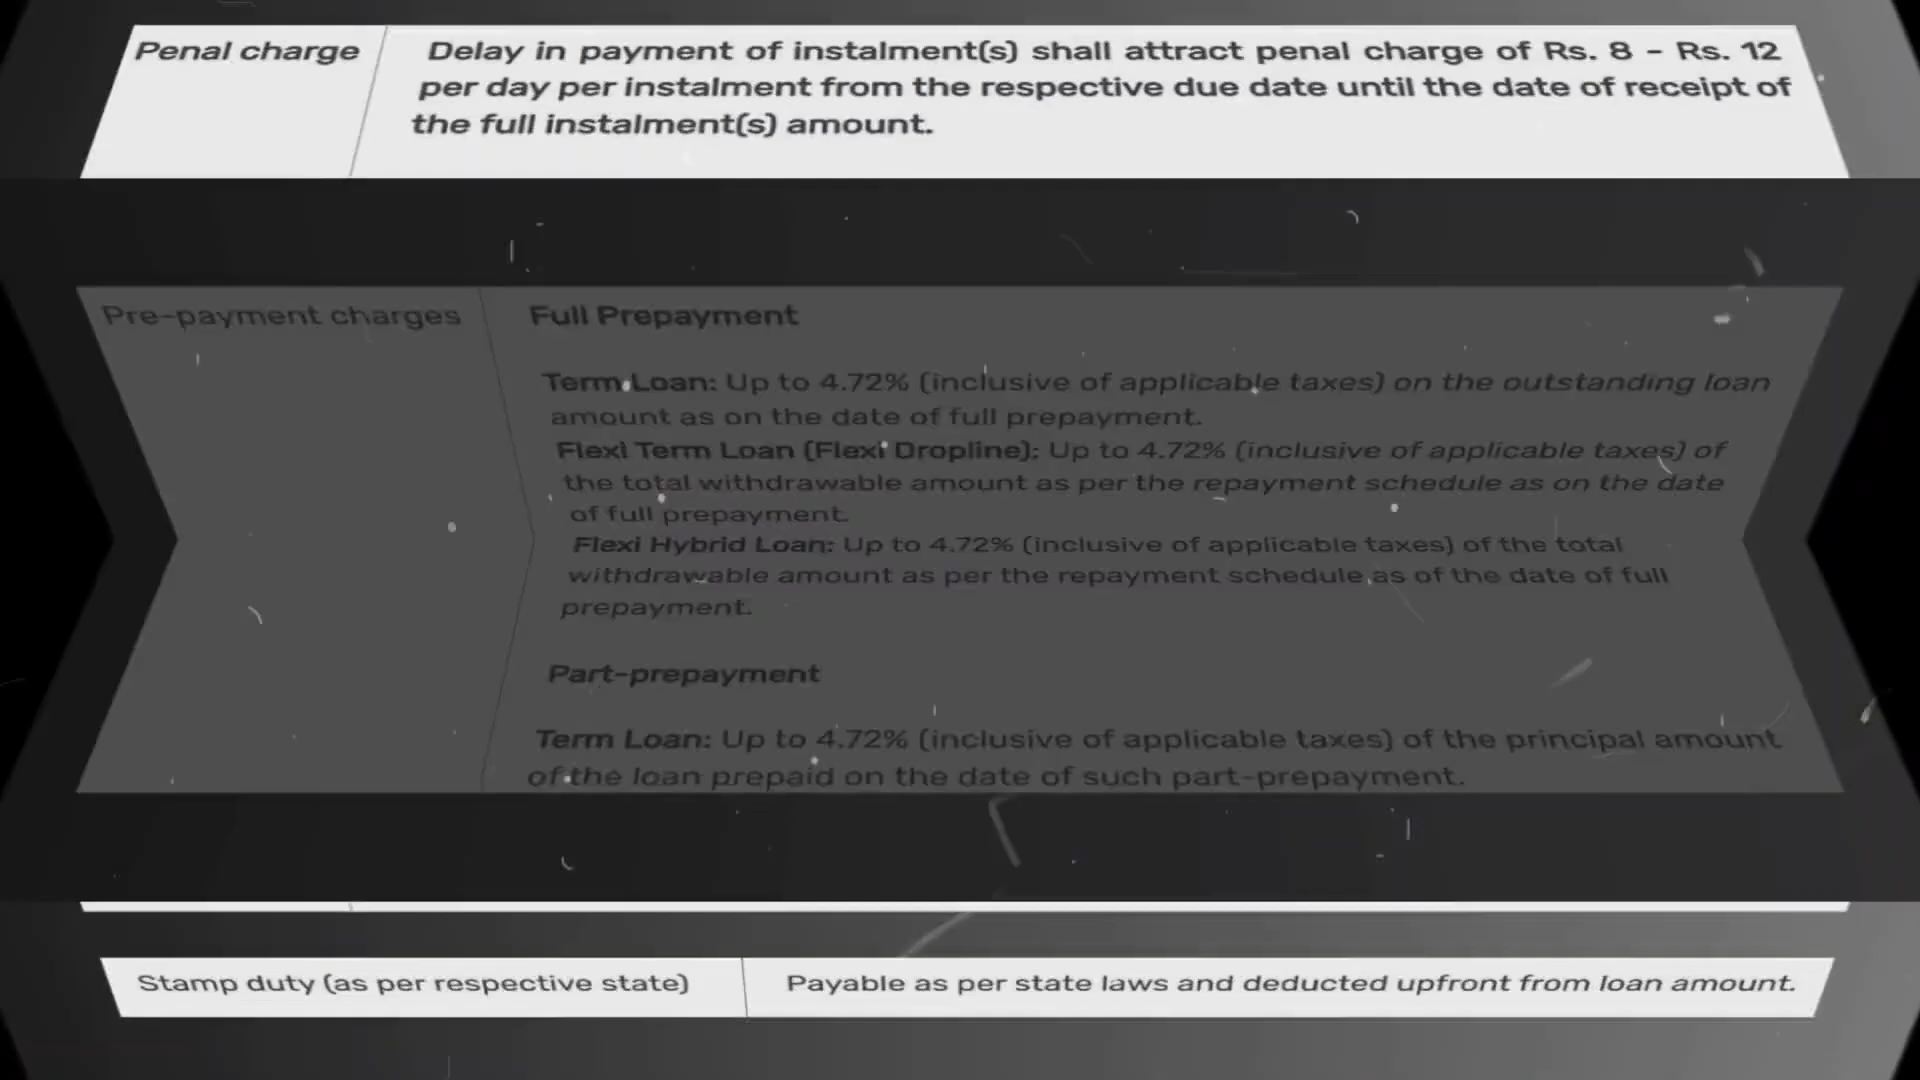 Penal charge
Delay in payment of instalment(s) shall attract penal charge of Rs. 8 - Rs. 12
per day per instalment from the respective due date until the date of receipt of
the full instalment(s) amount.
Pre-payment charges
Full Prepayment
Term Loan: Up to 4.72% (inclusive of applicable taxes) on the outstanding loan
amount as on the date of full prepayment.
Flexi Term Loan (Flexi Dropline): Up to 4.72% (inclusive of applicable taxes) of
the total withdrawable amount as per the repayment schedule as on the date
of full prepayment.
Flexi Hybrid Loan: Up to 4.72% (inclusive of applicable taxes) of the total
withdrawable amount as per the repayment schedule as of the date of full
prepayment.
Part-prepayment
Term Loan: Up to 4.72% (inclusive of applicable taxes) of the principal amount
of the loan prepaid on the date of such part-prepayment.
Stamp duty (as per respective state)
Payable as per state laws and deducted upfront from loan amount.